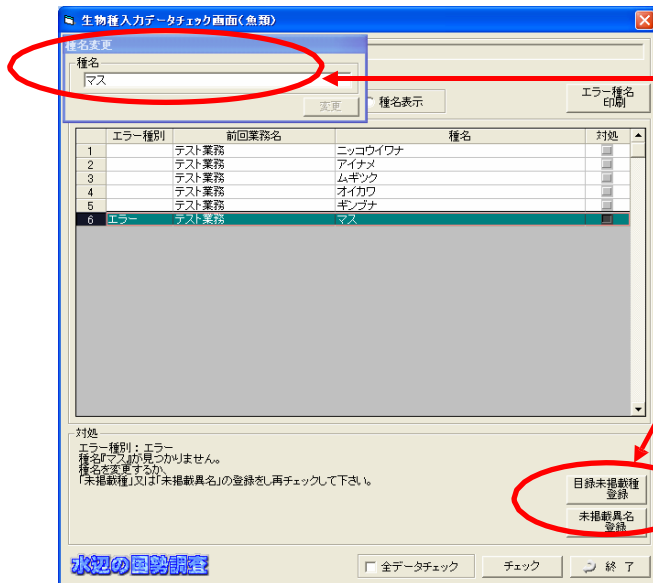 生物種入力データチェック画面(魚類)
種名変更
種名
マス
変更
種名表示
エラー種名
印刷
エラー種別 前回業務名 種名 対処
1 テスト業務 ニッコウイワナ
2 テスト業務 アイナメ
3 テスト業務 ムギツク
4 テスト業務 オイカワ
5 テスト業務 ギンブナ
6 エラー テスト業務 マス
対処
エラー種別:エラー
種名『マス』が見つかりません。
種名を変更するか、
「未掲載種」又は「未掲載異名」の登録をし再チェックして下さい。
目録未掲載種
登録
未掲載異名
登録
水辺の国勢調査
全データチェック
チェック
終 了